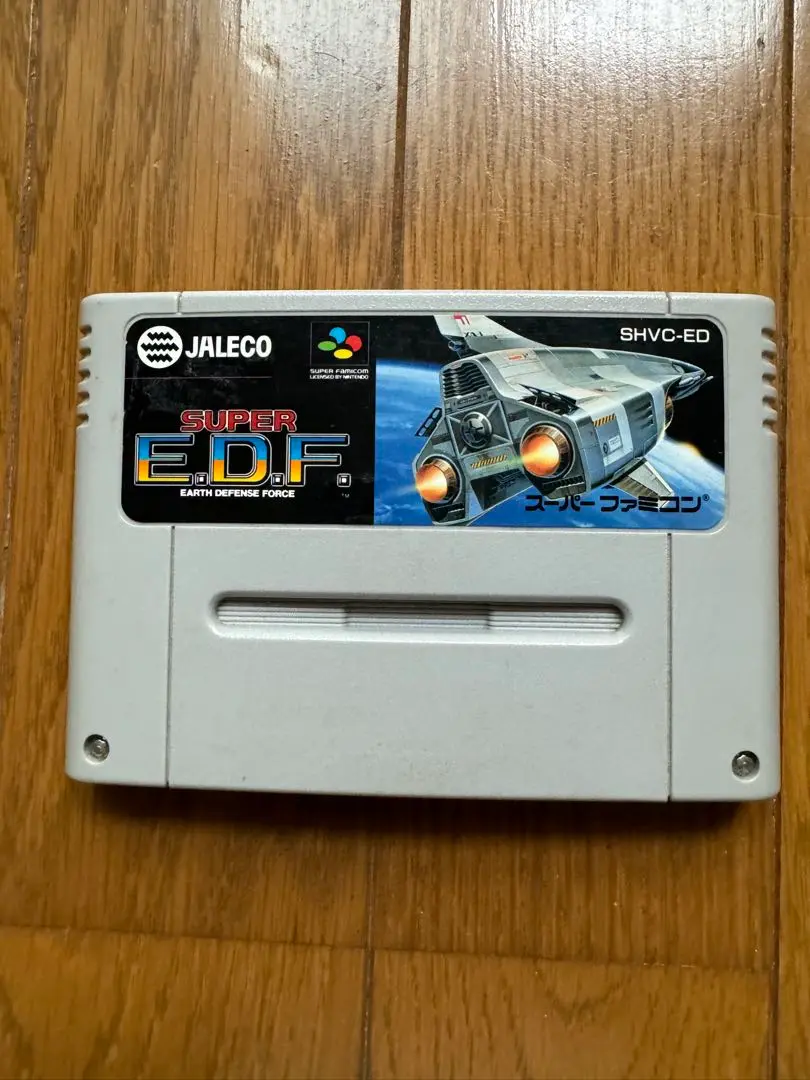 JALECO
SUPER FAMICOM
LICENSED BY NINTENDO
SHVC-ED
SUPER
E.D.F.
EARTH DEFENSE FORCE
TM
スーパーファミコン®